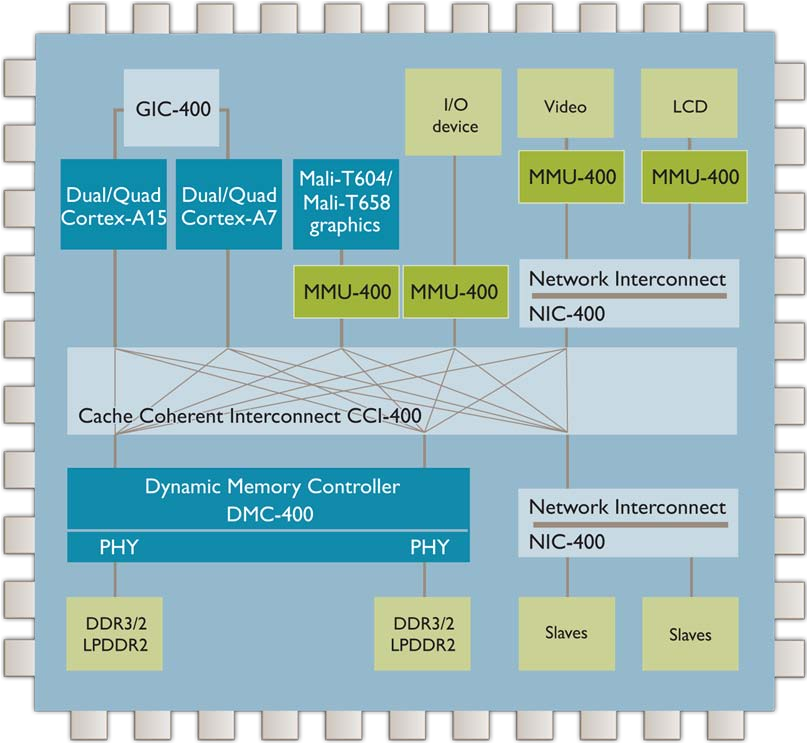 GIC-400
I/O
device
Video
LCD
Dual/Quad
Cortex-A15
Dual/Quad
Cortex-A7
Mali-T604/
Mali-T658
graphics
MMU-400
MMU-400
MMU-400
MMU-400
Network Interconnect
NIC-400
Cache Coherent Interconnect CCI-400
Dynamic Memory Controller
DMC-400
PHY
PHY
Network Interconnect
NIC-400
DDR3/2
LPDDR2
DDR3/2
LPDDR2
Slaves
Slaves